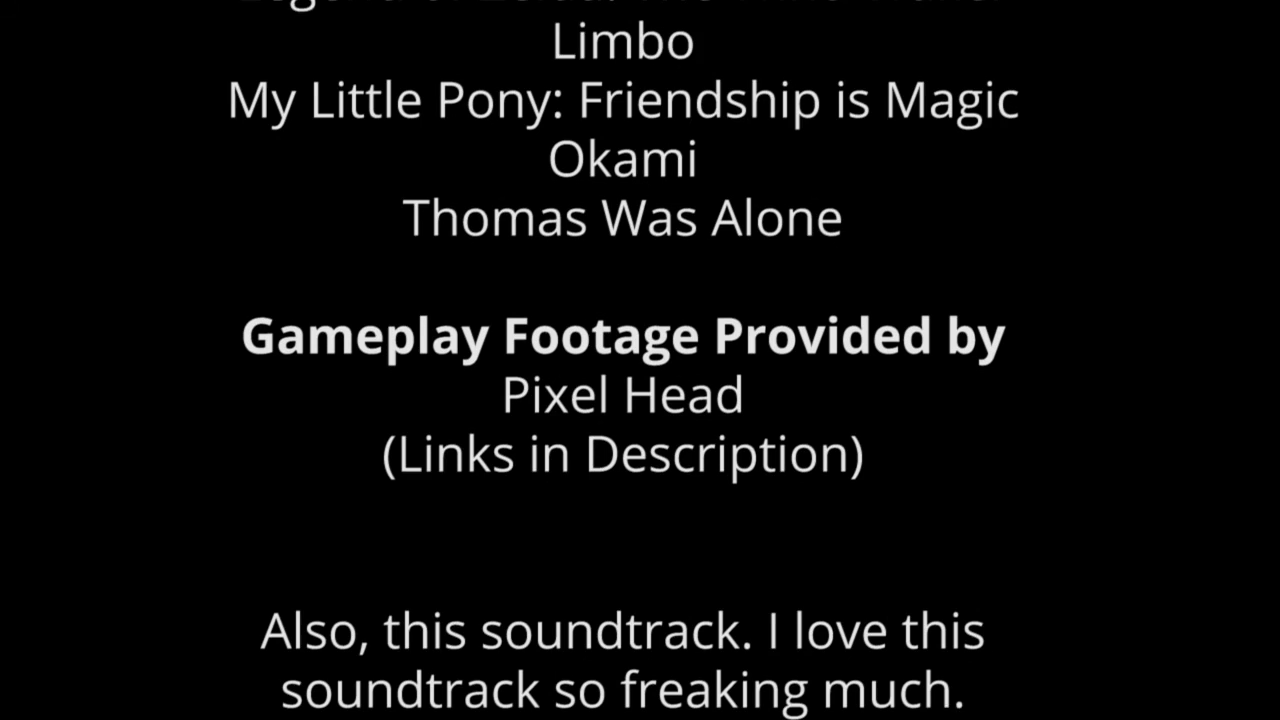 Limbo
My Little Pony: Friendship is Magic
Okami
Thomas Was Alone
Gameplay Footage Provided by
Pixel Head
(Links in Description)
Also, this soundtrack. I love this
soundtrack so freaking much.